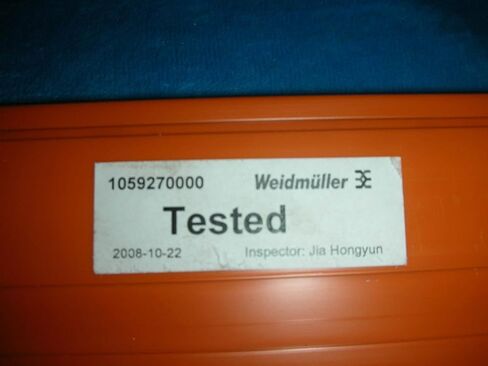 1059270000 Weidmüller
Tested
2008-10-22 Inspector: Jia Hongyun